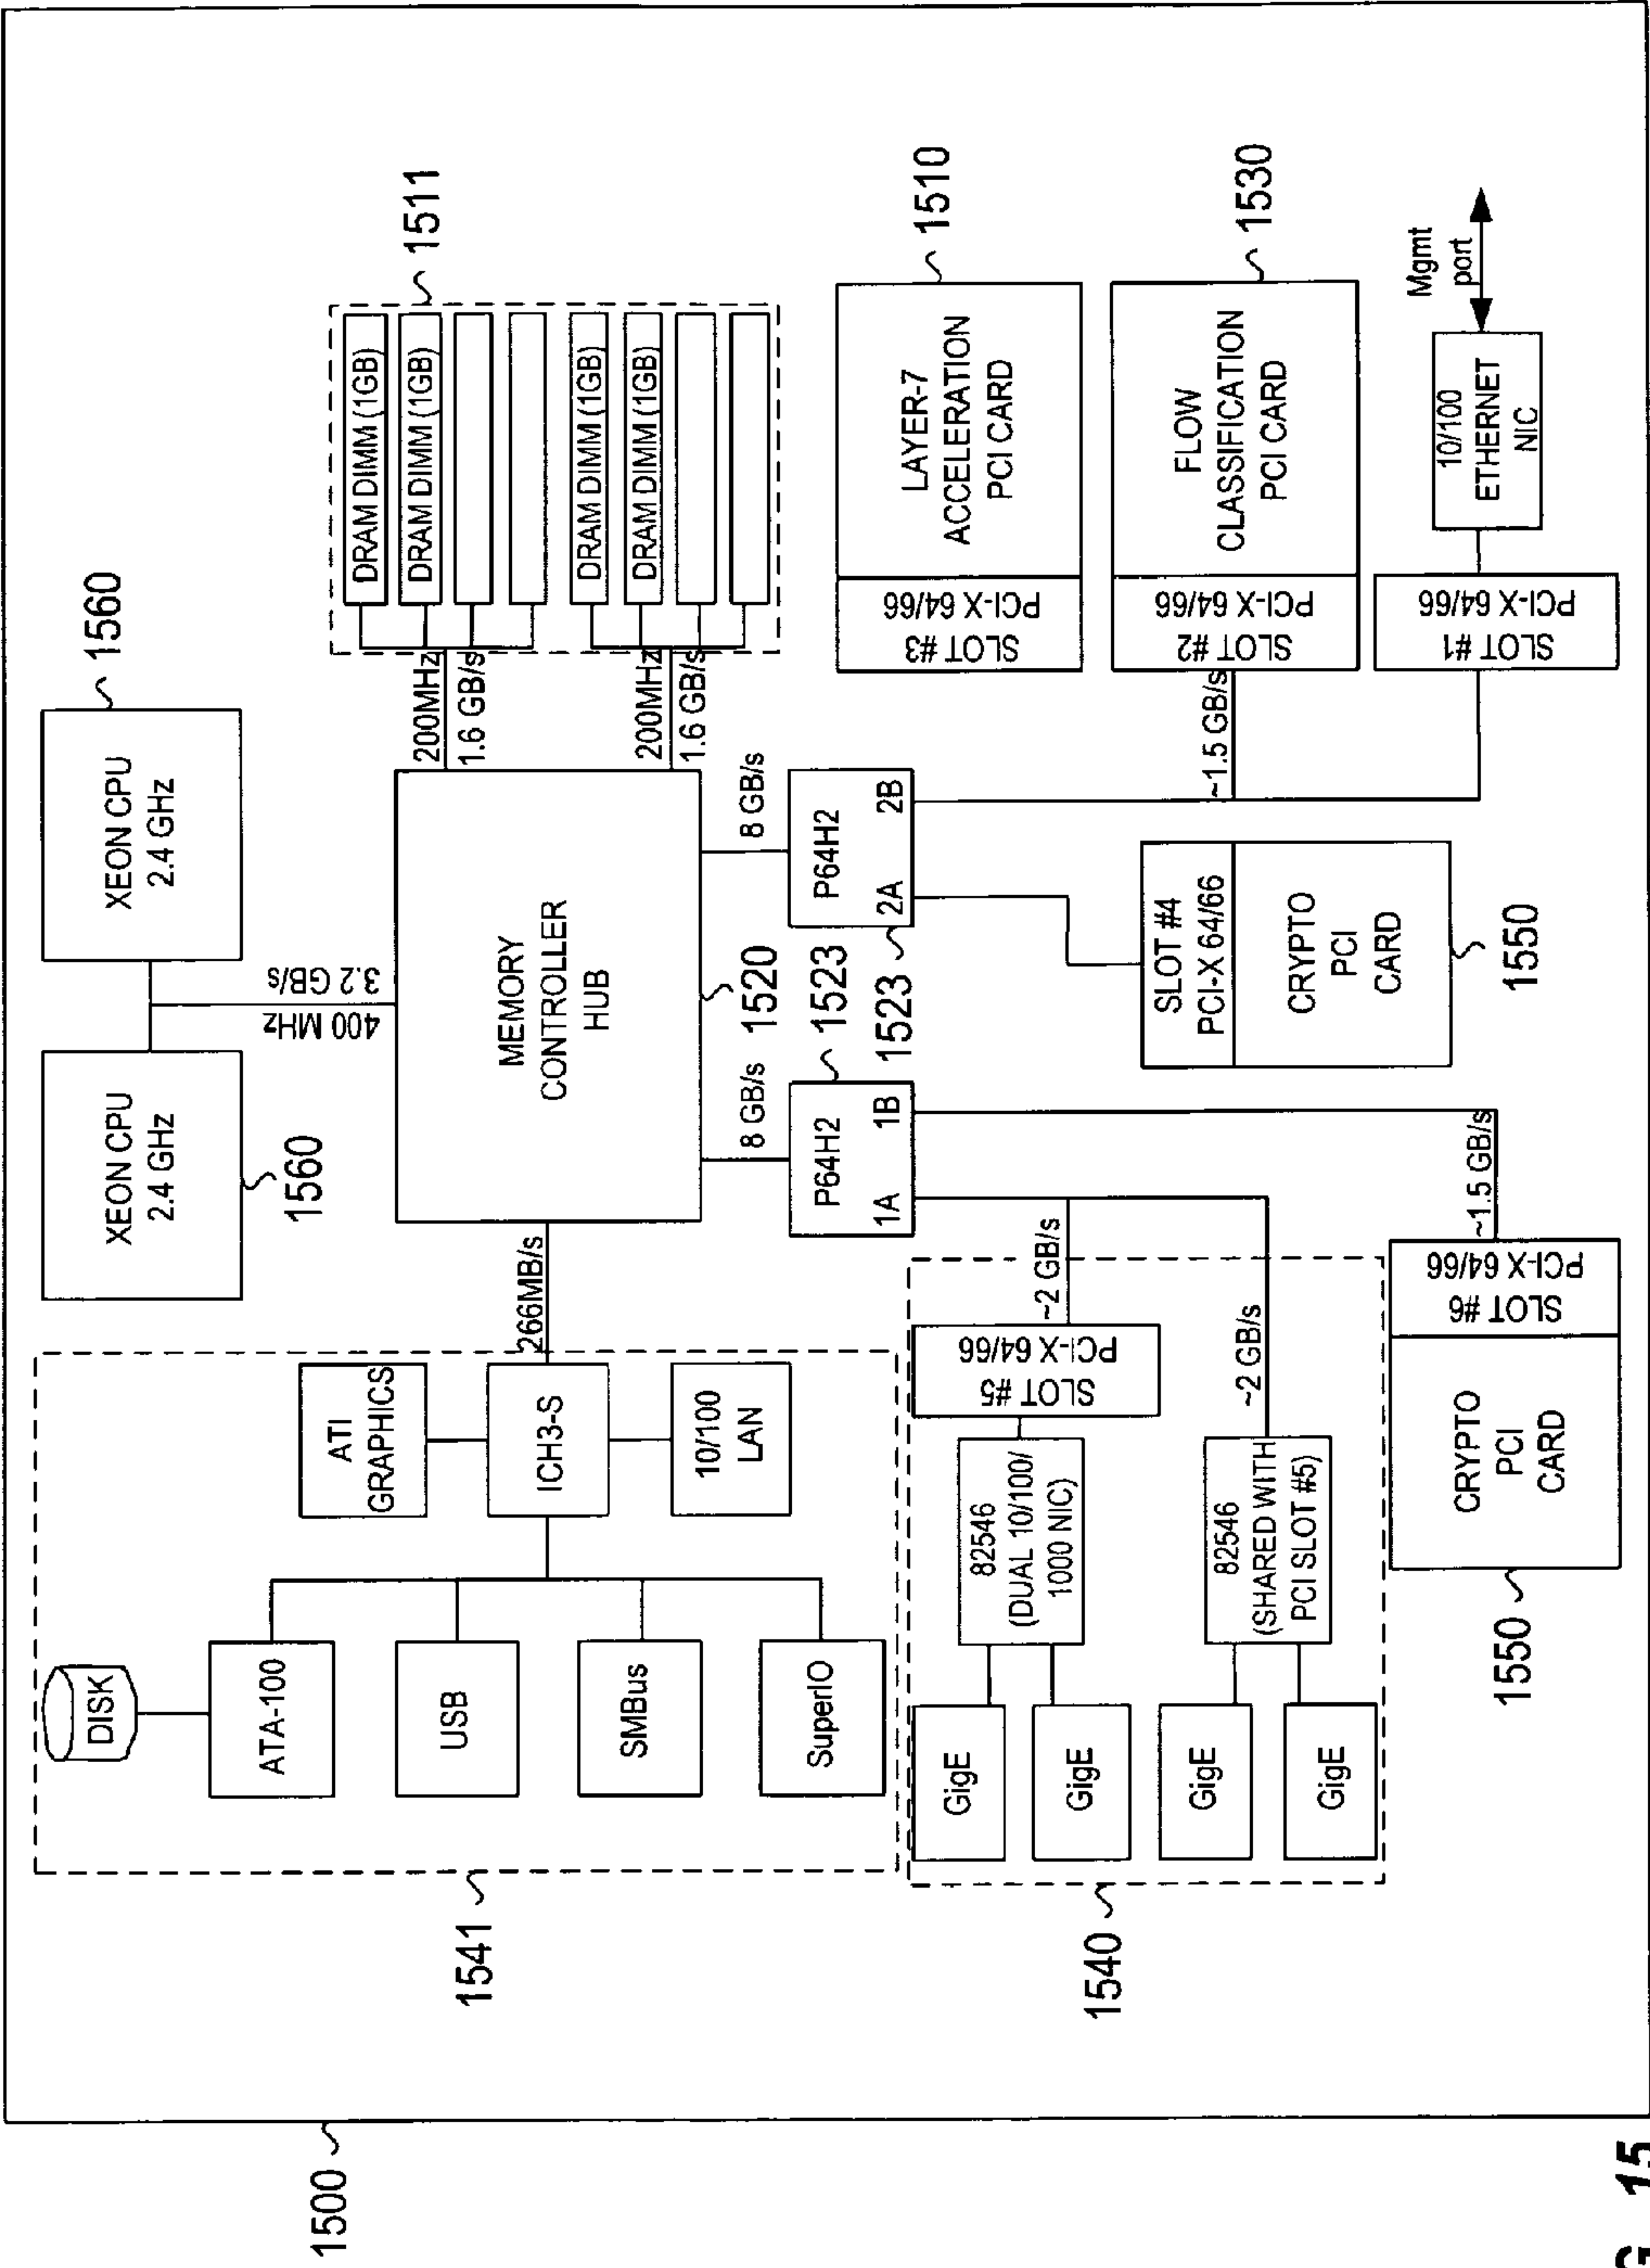 1500
1560
XEON CPU
2.4 GHz
XEON CPU
2.4 GHz
1560
400 MHz
3.2 GB/s
MEMORY
CONTROLLER
HUB
1520
200MHz
1.6 GB/s
200MHz
1.6 GB/s
DRAM DIMM (1GB)
DRAM DIMM (1GB)
DRAM DIMM (1GB)
DRAM DIMM (1GB)
1511
266MB/s
ATI
GRAPHICS
ICH3-S
10/100
LAN
DISK
ATA-100
USB
SMBus
SuperIO
1541
8 GB/s
P64H2
1A
1B
1523
8 GB/s
P64H2
2A
2B
1523
SLOT #3
PCI-X 64/66
LAYER-7
ACCELERATION
PCI CARD
1510
~1.5 GB/s
SLOT #2
PCI-X 64/66
FLOW
CLASSIFICATION
PCI CARD
1530
SLOT #1
PCI-X 64/66
10/100
ETHERNET
NIC
Mgmt
port
SLOT #4
PCI-X 64/66
CRYPTO
PCI
CARD
1550
~2 GB/s
SLOT #5
PCI-X 64/66
82546
(DUAL 10/100/
1000 NIC)
GigE
GigE
~2 GB/s
82546
(SHARED WITH
PCI SLOT #5)
GigE
GigE
1540
~1.5 GB/s
SLOT #6
PCI-X 64/66
CRYPTO
PCI
CARD
1550
15